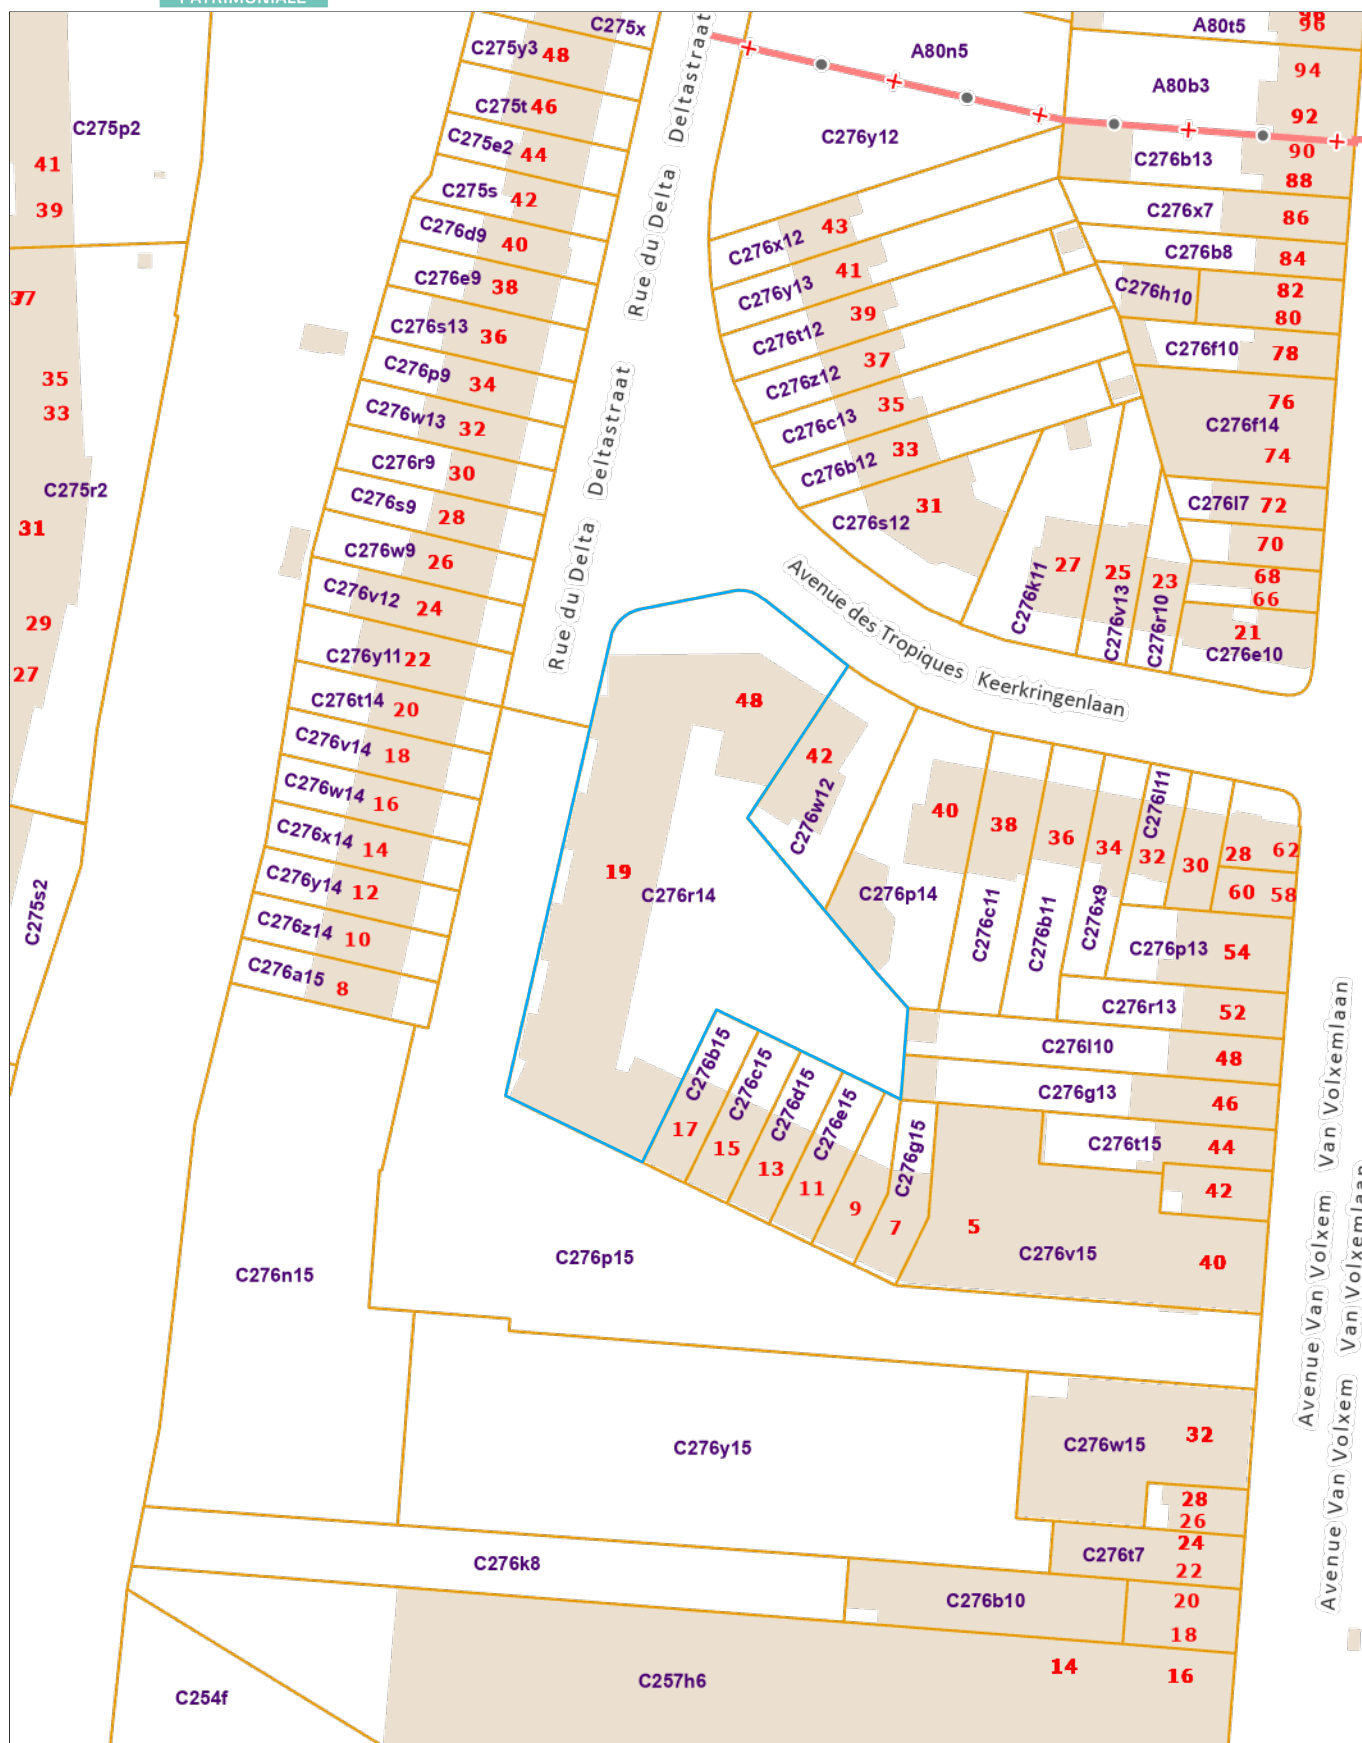 PATRIMONIALE
C275x
C275y3 48
C275t 46
C275e2 44
C275s 42
C276d9 40
C276e9 38
C276s13 36
C276p9 34
C276w13 32
C276r9 30
C276s9 28
C276w9 26
C276v12 24
C276y11 22
C276t14 20
C276v14 18
C276w14 16
C276x14 14
C276y14 12
C276z14 10
C276a15 8
C275p2
41
39
37
35
33
C275r2
31
29
27
C275s2
Rue du Delta Deltastraat
Rue du Delta Deltastraat
A80n5
A80t5
96
94
A80b3
92
C276y12
90
C276b13
88
C276x7 86
C276b8 84
C276h10 82
80
C276f10 78
76
C276f14
74
C276l7 72
70
68
66
21
C276e10
C276x12 43
C276y13 41
C276t12 39
C276z12 37
C276c13 35
C276b12 33
C276s12 31
C276k11 27
C276v13 25
C276r10 23
Avenue des Tropiques Keerkringenlaan
48
42
C276w12
19
C276r14
40
C276p14
38
C276c11
36
C276b11
34
C276x9
C276l11
32
30
28
62
60
58
C276p13 54
C276r13 52
C276l10 48
C276g13 46
C276t15 44
42
C276b15
17
C276c15
15
C276d15
13
C276e15
11
9
C276g15
7
5
C276v15
40
C276p15
C276n15
C276y15
C276w15 32
28
26
24
C276t7
22
C276k8
C276b10
20
18
14
16
C257h6
C254f
Avenue Van Volxem Van Volxemlaan
Avenue Van Volxem Van Volxemlaan